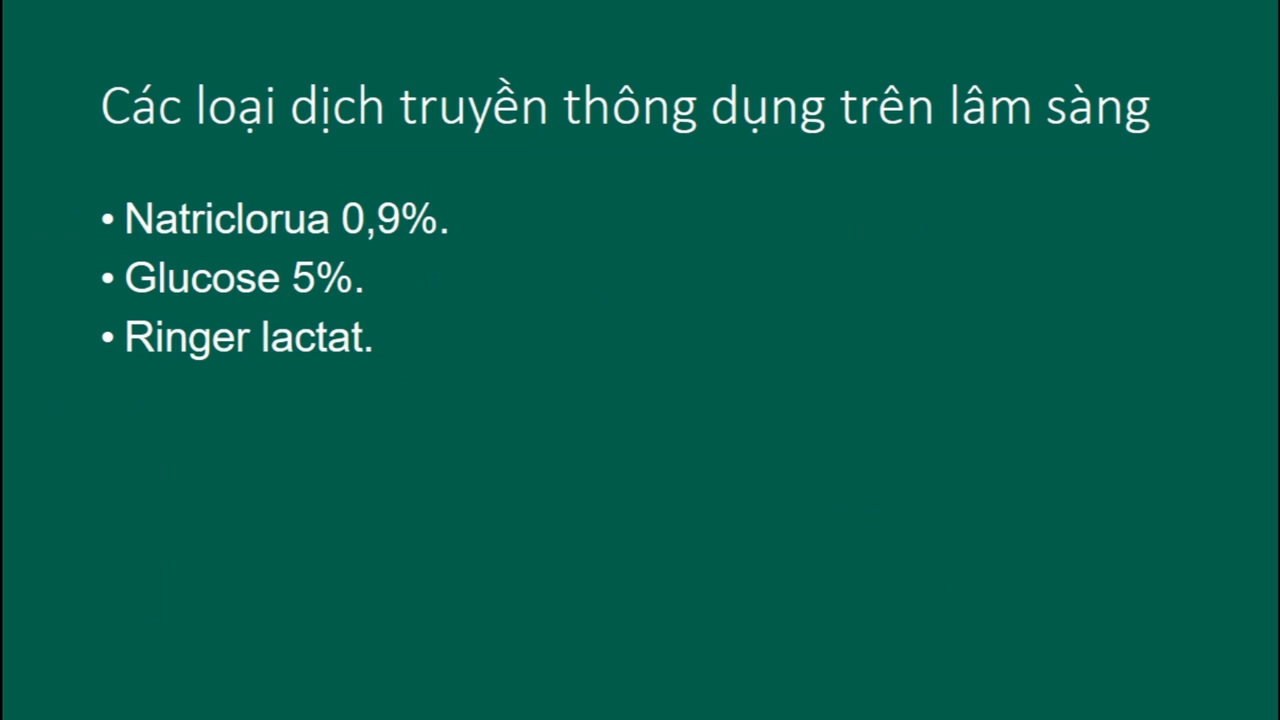 Các loại dịch truyền thông dụng trên lâm sàng
• Natriclorua 0,9%.
• Glucose 5%.
• Ringer lactat.